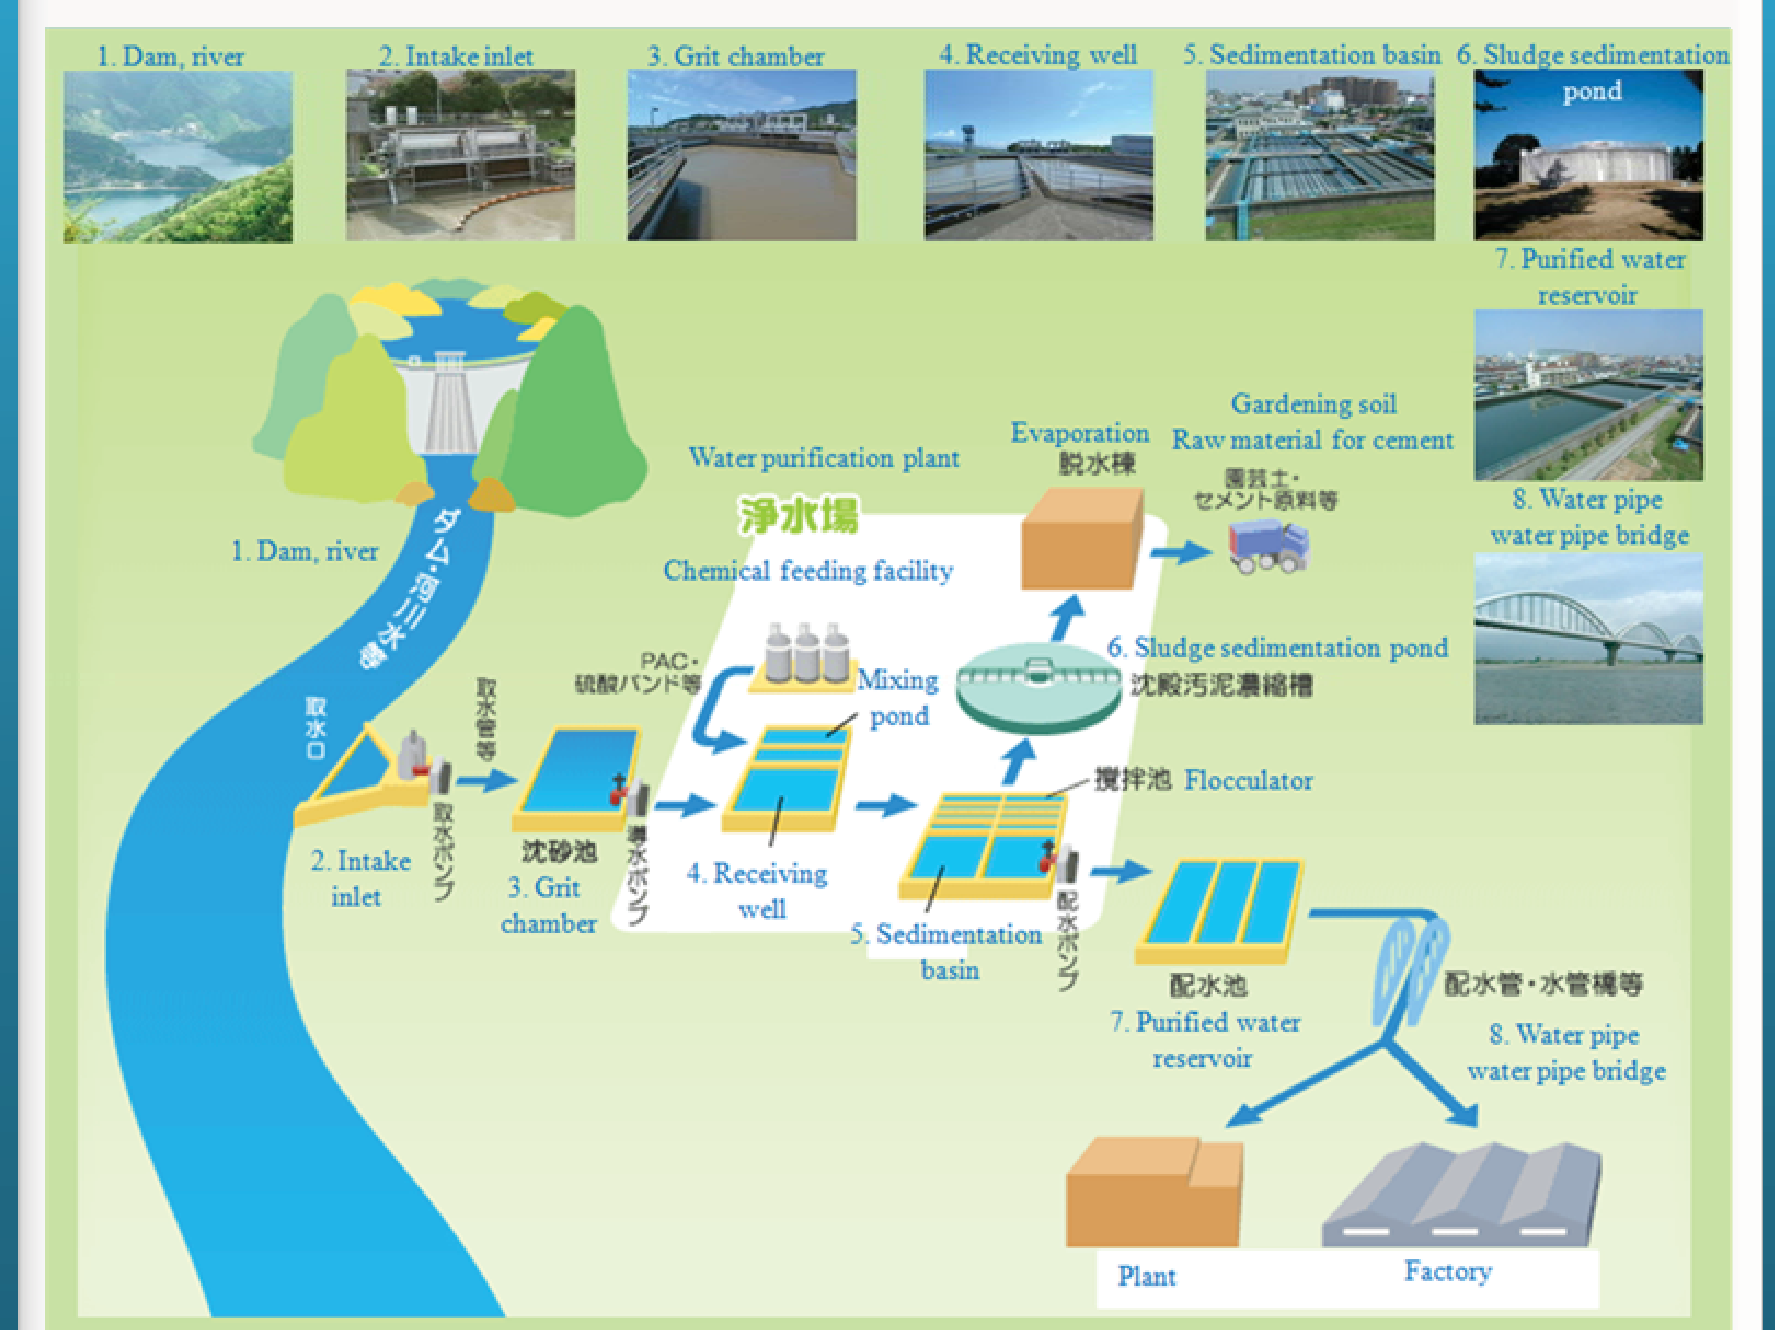 1. Dam, river
2. Intake inlet
3. Grit chamber
4. Receiving well
5. Sedimentation basin
6. Sludge sedimentation
pond
7. Purified water
reservoir
8. Water pipe
water pipe bridge
Gardening soil
Raw material for cement
園芸土・
セメント原料等
Evaporation
脱水棟
Water purification plant
浄水場
Chemical feeding facility
1. Dam, river
ダム・河川水等
PAC・
硫酸バンド等
Mixing
pond
6. Sludge sedimentation pond
沈殿汚泥濃縮槽
取水口
取水管等
攪拌池 Flocculator
取水ポンプ
2. Intake
inlet
沈砂池
3. Grit
chamber
導水ポンプ
4. Receiving
well
5. Sedimentation
basin
配水ポンプ
配水池
7. Purified water
reservoir
配水管・水管橋等
8. Water pipe
water pipe bridge
Plant
Factory